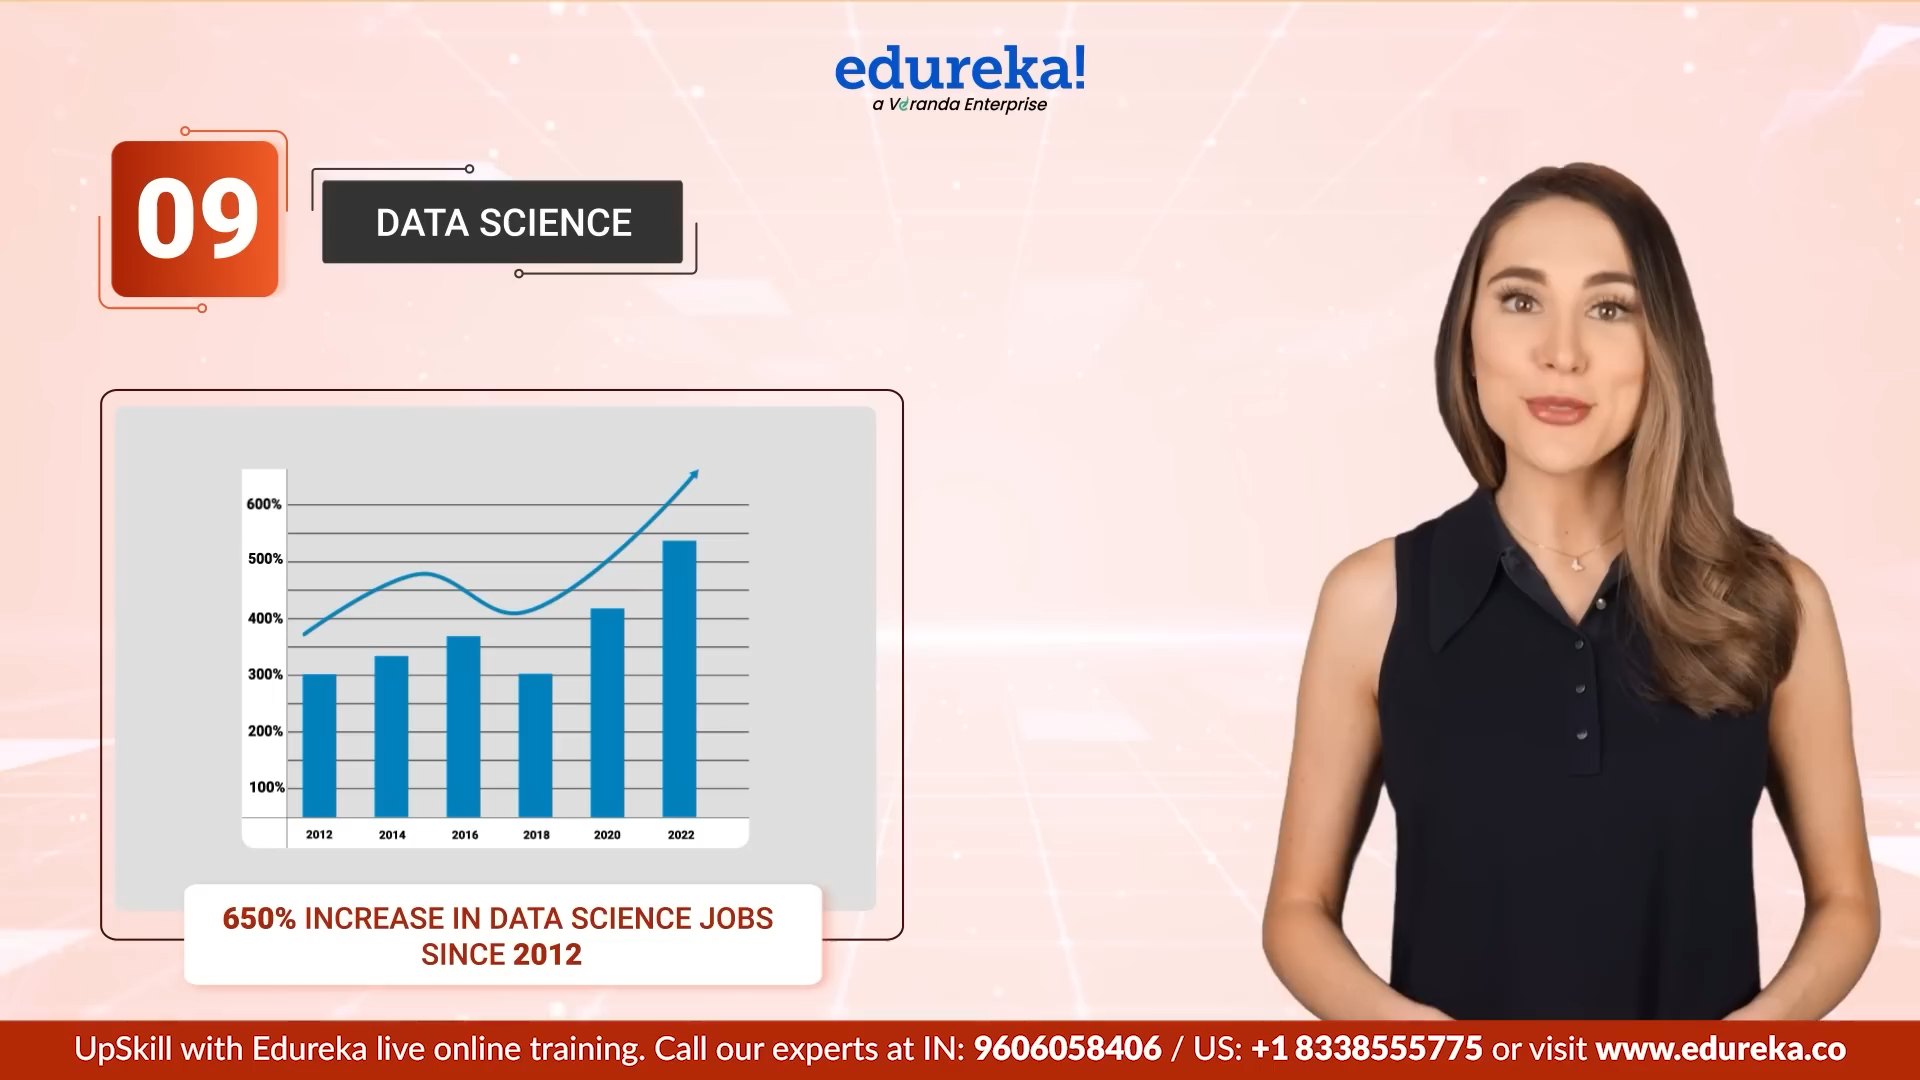 edureka!
a Veranda Enterprise
09
DATA SCIENCE
600%
500%
400%
300%
200%
100%
2012 2014 2016 2018 2020 2022
650% INCREASE IN DATA SCIENCE JOBS
SINCE 2012
UpSkill with Edureka live online training. Call our experts at IN: 9606058406 / US: +1 8338555775 or visit www.edureka.co